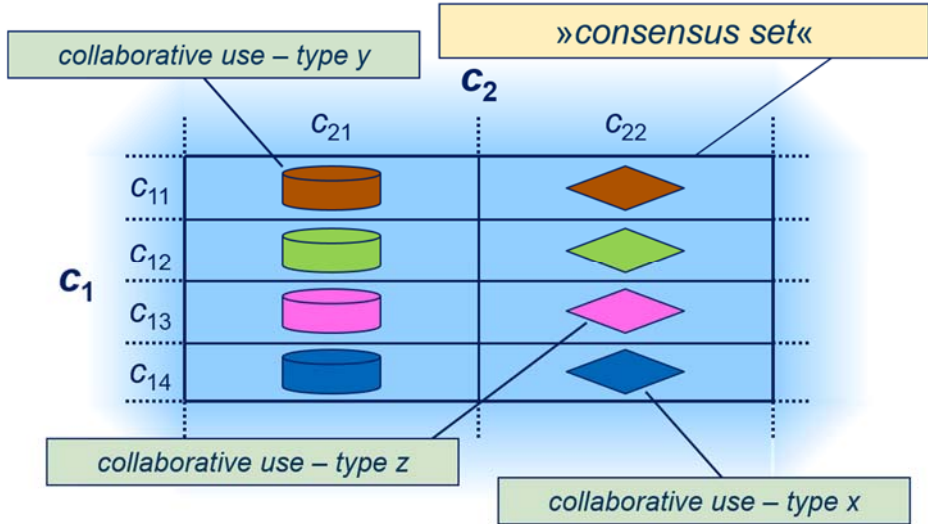 »consensus set«
collaborative use – type y
c₂
c₂₁ c₂₂
c₁₁
c₁₂
c₁
c₁₃
c₁₄
collaborative use – type z
collaborative use – type x